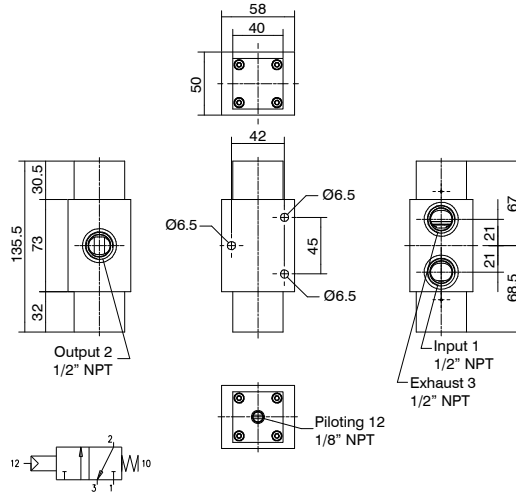 58
40
50
42
30.5
73
32
135.5
Ø6.5
Ø6.5
45
Ø6.5
67
21
21
68.5
Output 2
1/2” NPT
Input 1
1/2” NPT
Exhaust 3
1/2” NPT
Piloting 12
1/8” NPT
2
12
10
3
1